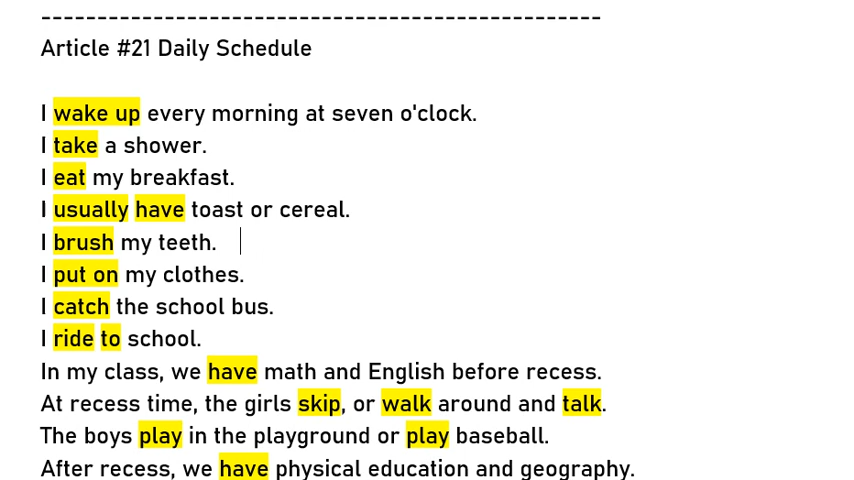 --------------------------------------------------
Article #21 Daily Schedule
I wake up every morning at seven o'clock.
I take a shower.
I eat my breakfast.
I usually have toast or cereal.
I brush my teeth.
I put on my clothes.
I catch the school bus.
I ride to school.
In my class, we have math and English before recess.
At recess time, the girls skip, or walk around and talk.
The boys play in the playground or play baseball.
After recess, we have physical education and geography.